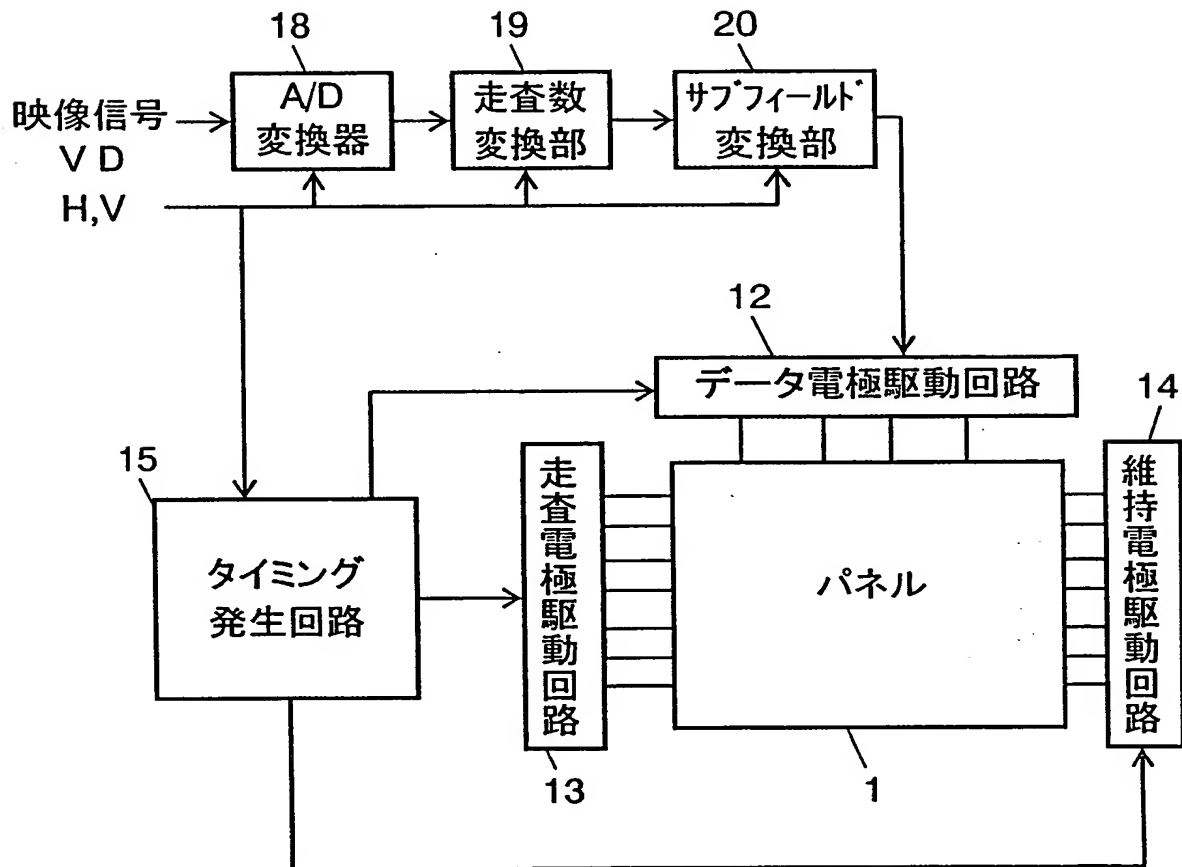 18
19
20
映像信号
VD
H,V
A/D
変換器
走査数
変換部
サブフィールド
変換部
12
データ電極駆動回路
14
15
タイミング
発生回路
走査電極駆動回路
パネル
維持電極駆動回路
13
1